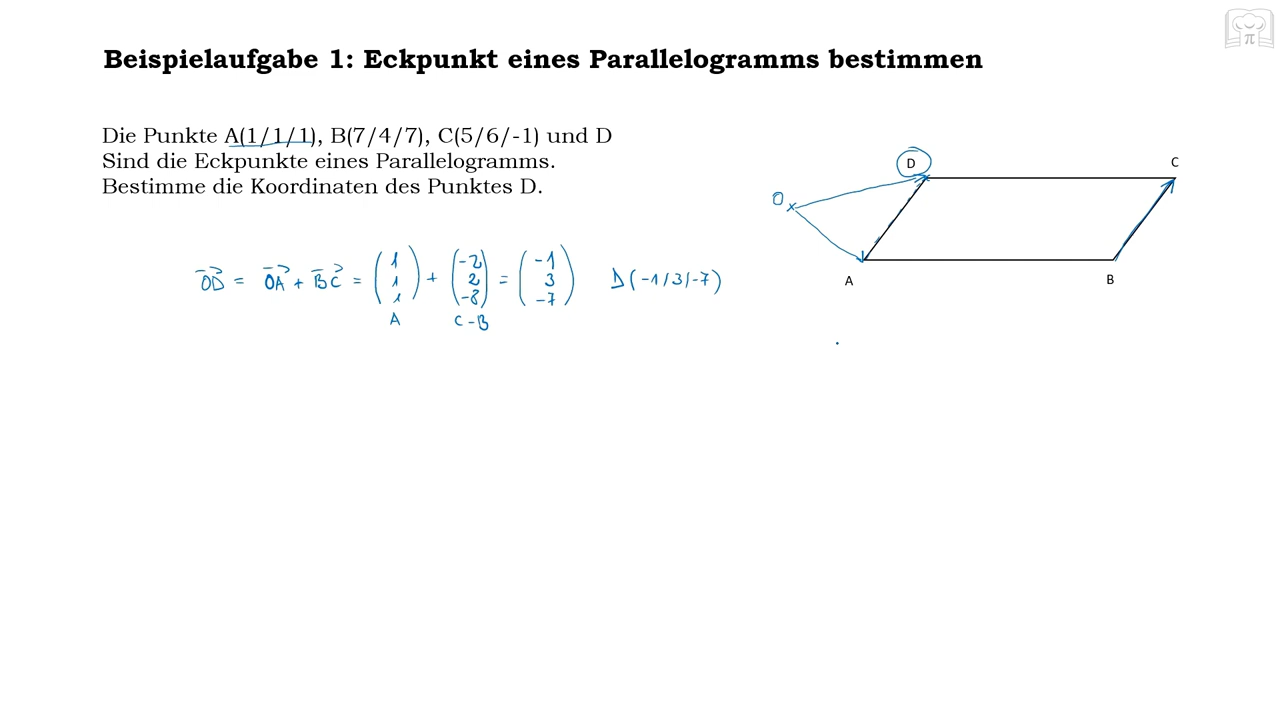 Beispielaufgabe 1: Eckpunkt eines Parallelogramms bestimmen
Die Punkte A(1/1/1), B(7/4/7), C(5/6/-1) und D
Sind die Eckpunkte eines Parallelogramms.
Bestimme die Koordinaten des Punktes D.
D C
O
A B
OD⃗ = OA⃗ + BC⃗ = (1 1 1) + (-2 2 -8) = (-1 3 -7) D(-1/3/-7)
A C-B
π